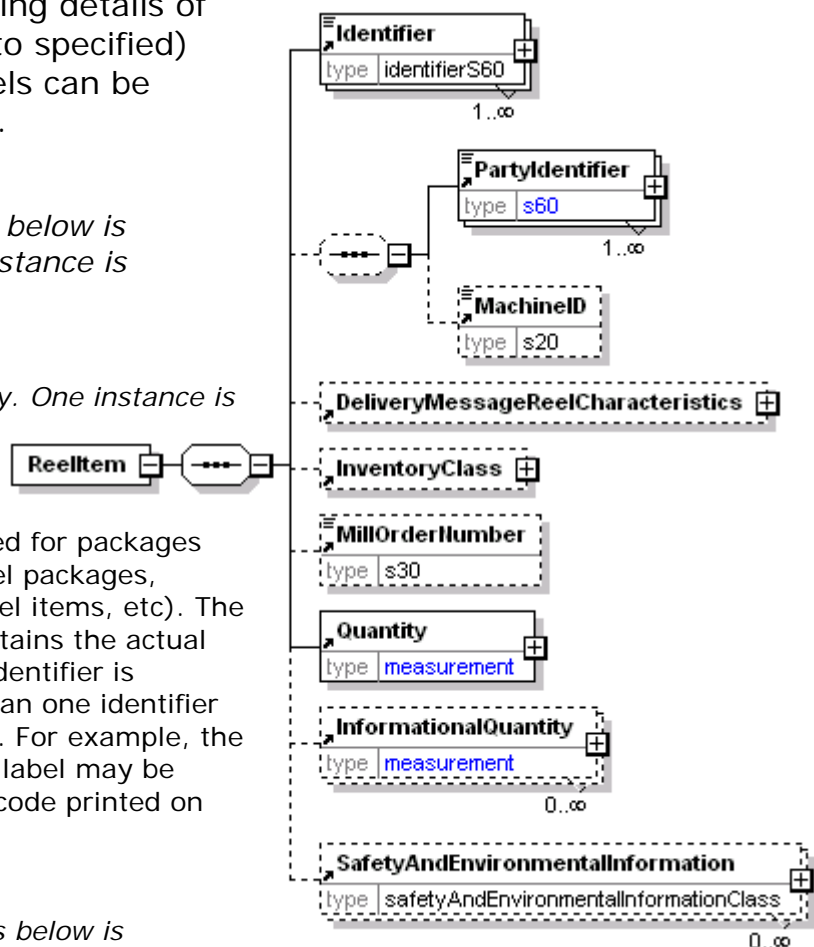 ing details of
to specified)
els can be
.
below is
stance is
y. One instance is
ed for packages
el packages,
el items, etc). The
tains the actual
dentifier is
an one identifier
. For example, the
label may be
code printed on
s below is
ReelItem
Identifier
type identifierS60
1..∞
PartyIdentifier
type s60
1..∞
MachineID
type s20
DeliveryMessageReelCharacteristics
InventoryClass
MillOrderNumber
type s30
Quantity
type measurement
InformationalQuantity
type measurement
0..∞
SafetyAndEnvironmentalInformation
type safetyAndEnvironmentalInformationClass
0..∞